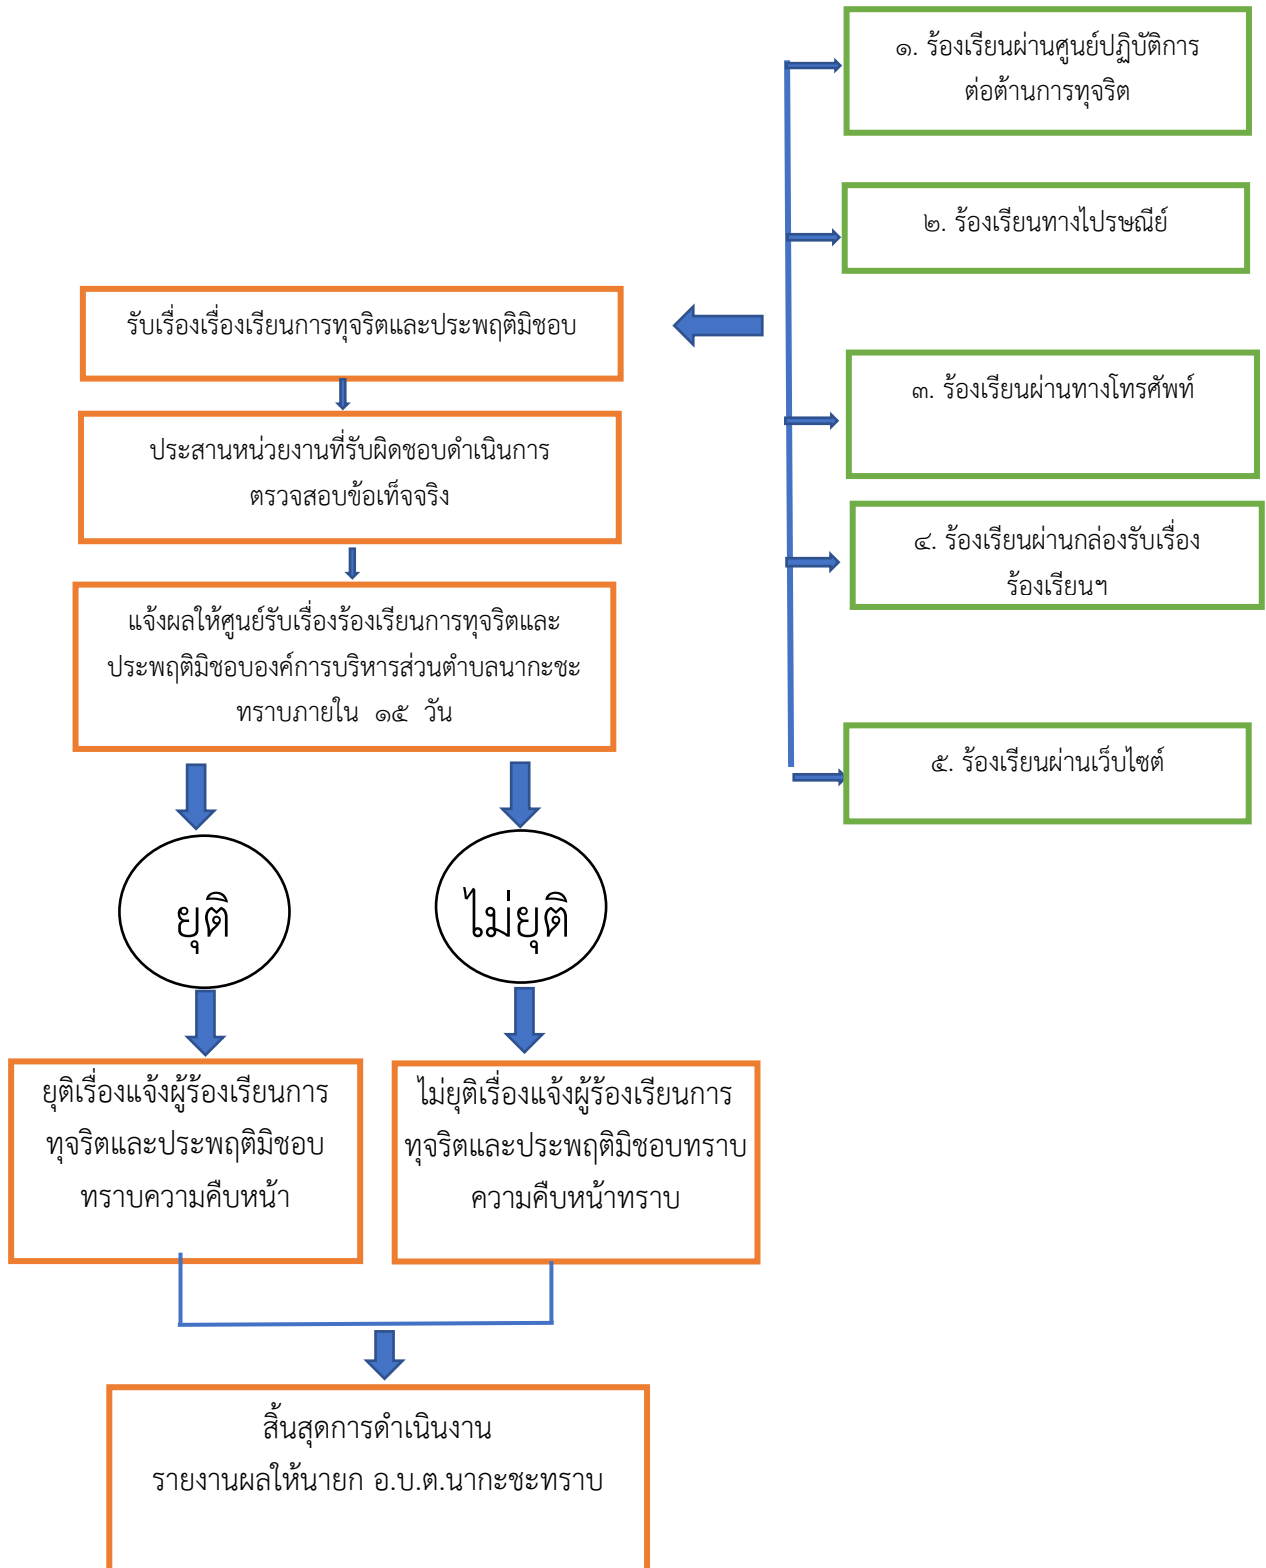 ๑. ร้องเรียนผ่านศูนย์ปฏิบัติการ
ต่อต้านการทุจริต
๒. ร้องเรียนทางไปรษณีย์
๓. ร้องเรียนผ่านทางโทรศัพท์
๔. ร้องเรียนผ่านกล่องรับเรื่อง
ร้องเรียนฯ
๕. ร้องเรียนผ่านเว็บไซต์
รับเรื่องเรื่องเรียนการทุจริตและประพฤติมิชอบ
ประสานหน่วยงานที่รับผิดชอบดำเนินการ
ตรวจสอบข้อเท็จจริง
แจ้งผลให้ศูนย์รับเรื่องร้องเรียนการทุจริตและ
ประพฤติมิชอบองค์การบริหารส่วนตำบลนากะชะ
ทราบภายใน ๑๕ วัน
ยุติ
ไม่ยุติ
ยุติเรื่องแจ้งผู้ร้องเรียนการ
ทุจริตและประพฤติมิชอบ
ทราบความคืบหน้า
ไม่ยุติเรื่องแจ้งผู้ร้องเรียนการ
ทุจริตและประพฤติมิชอบทราบ
ความคืบหน้าทราบ
สิ้นสุดการดำเนินงาน
รายงานผลให้นายก อ.บ.ต.นากะชะทราบ